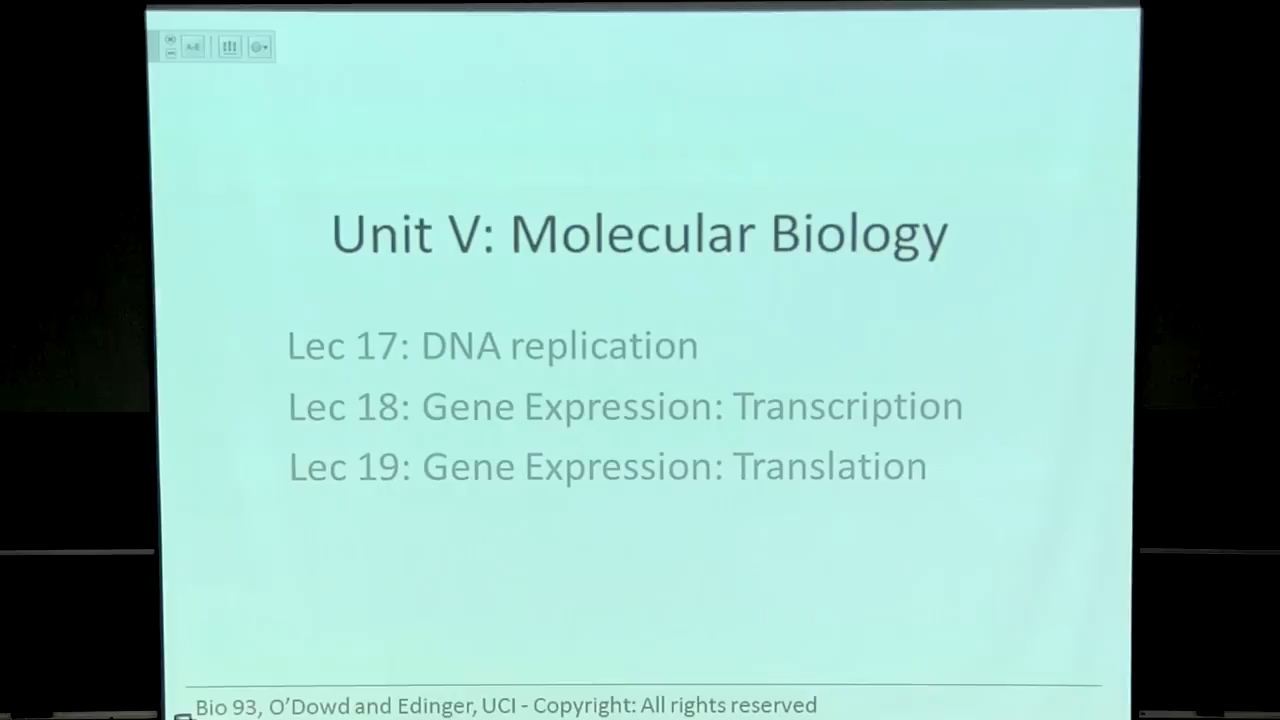 Unit V: Molecular Biology
Lec 17: DNA replication
Lec 18: Gene Expression: Transcription
Lec 19: Gene Expression: Translation
Bio 93, O’Dowd and Edinger, UCI - Copyright: All rights reserved